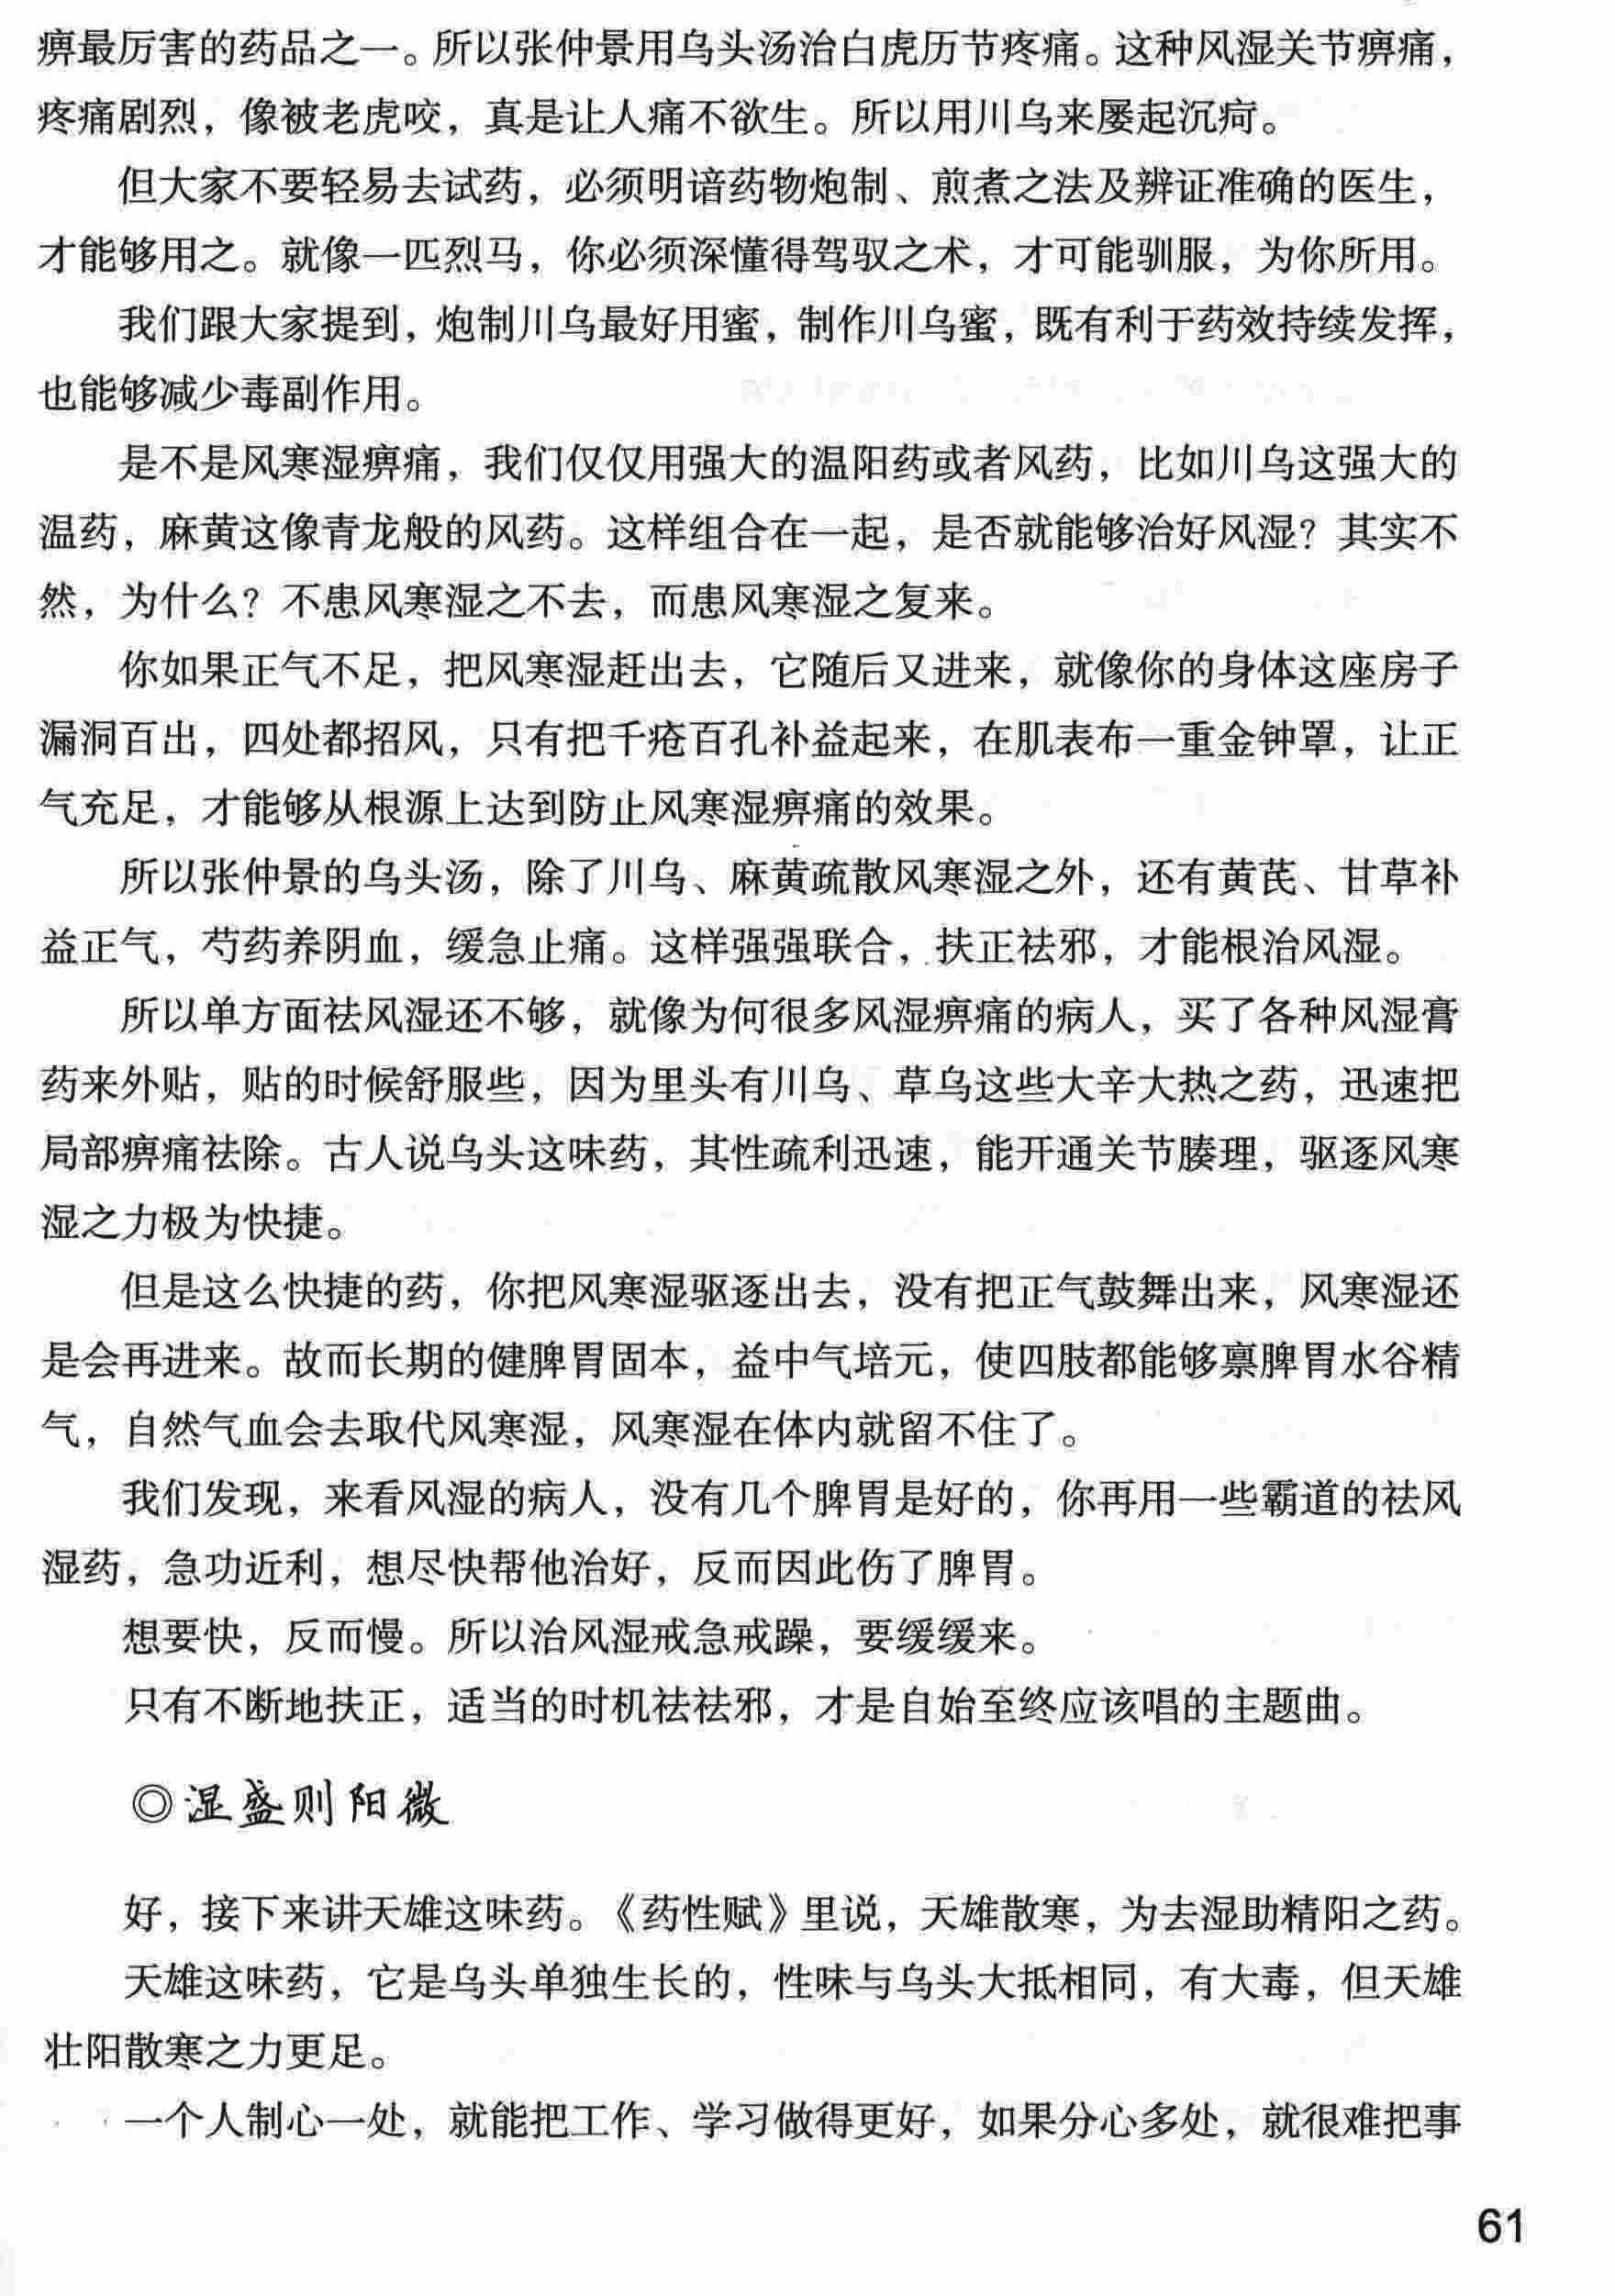 痹最厉害的药品之一。所以张仲景用乌头汤治白虎历节疼痛。这种风湿关节痹痛，
疼痛剧烈，像被老虎咬，真是让人痛不欲生。所以用川乌来屡起沉疴。
但大家不要轻易去试药，必须明谙药物炮制、煎煮之法及辨证准确的医生，
才能够用之。就像一匹烈马，你必须深懂得驾驭之术，才可能驯服，为你所用。
我们跟大家提到，炮制川乌最好用蜜，制作川乌蜜，既有利于药效持续发挥，
也能够减少毒副作用。
是不是风寒湿痹痛，我们仅仅用强大的温阳药或者风药，比如川乌这强大的
温药，麻黄这像青龙般的风药。这样组合在一起，是否就能够治好风湿？其实不
然，为什么？不患风寒湿之不去，而患风寒湿之复来。
你如果正气不足，把风寒湿赶出去，它随后又进来，就像你的身体这座房子
漏洞百出，四处都招风，只有把千疮百孔补益起来，在肌表布一重金钟罩，让正
气充足，才能够从根源上达到防止风寒湿痹痛的效果。
所以张仲景的乌头汤，除了川乌、麻黄疏散风寒湿之外，还有黄芪、甘草补
益正气，芍药养阴血，缓急止痛。这样强强联合，扶正祛邪，才能根治风湿。
所以单方面祛风湿还不够，就像为何很多风湿痹痛的病人，买了各种风湿膏
药来外贴，贴的时候舒服些，因为里头有川乌、草乌这些大辛大热之药，迅速把
局部痹痛祛除。古人说乌头这味药，其性疏利迅速，能开通关节腠理，驱逐风寒
湿之力极为快捷。
但是这么快捷的药，你把风寒湿驱逐出去，没有把正气鼓舞出来，风寒湿还
是会再进来。故而长期的健脾胃固本，益中气培元，使四肢都能够禀脾胃水谷精
气，自然气血会去取代风寒湿，风寒湿在体内就留不住了。
我们发现，来看风湿的病人，没有几个脾胃是好的，你再用一些霸道的祛风
湿药，急功近利，想尽快帮他治好，反而因此伤了脾胃。
想要快，反而慢。所以治风湿戒急戒躁，要缓缓来。
只有不断地扶正，适当的时机祛祛邪，才是自始至终应该唱的主题曲。
◎湿盛则阳微
好，接下来讲天雄这味药。《药性赋》里说，天雄散寒，为去湿助精阳之药。
天雄这味药，它是乌头单独生长的，性味与乌头大抵相同，有大毒，但天雄
壮阳散寒之力更足。
一个人制心一处，就能把工作、学习做得更好，如果分心多处，就很难把事
61